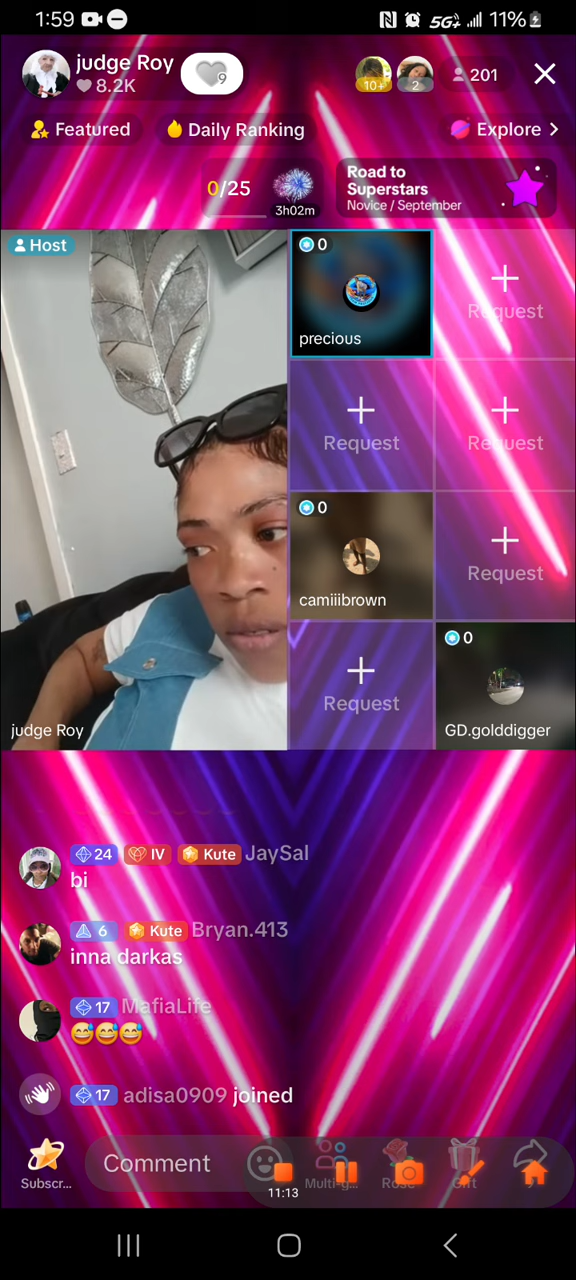 1:59
5G
11%
judge Roy
8.2K
9
10+
2
201
Featured
Daily Ranking
Explore
0/25
3h02m
Road to
Superstars
Novice / September
Host
0
precious
Request
Request
Request
0
camiiibrown
Request
Request
0
GD.golddigger
judge Roy
24 IV Kute JaySal
bi
6 Kute Bryan.413
inna darkas
17 MafiaLife
😅😅😅
17 adisa0909 joined
Subscr...
Comment
Multi-g...
Gift
11:13